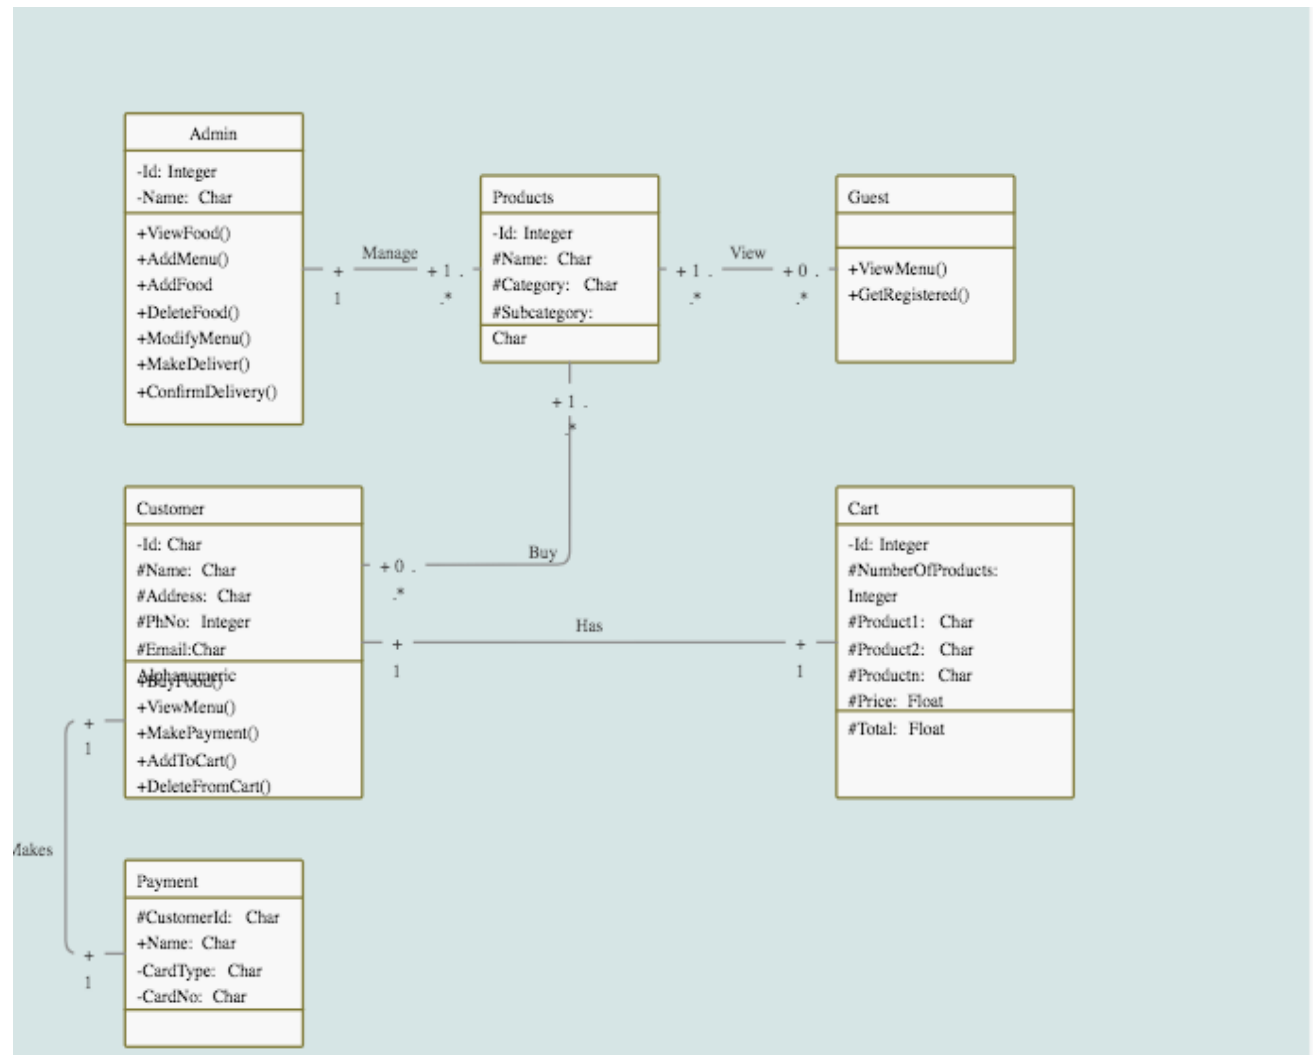 Admin
-Id: Integer
-Name: Char
+ViewFood()
+AddMenu()
+AddFood
+DeleteFood()
+ModifyMenu()
+MakeDeliver()
+ConfirmDelivery()
+
1
Manage
+1 .
.*
Products
-Id: Integer
#Name: Char
#Category: Char
#Subcategory:
Char
+1 .
.*
View
+0 .
.*
Guest
+ViewMenu()
+GetRegistered()
+1 .
.*
Buy
+0 .
.*
Customer
-Id: Char
#Name: Char
#Address: Char
#PhNo: Integer
#Email:Char
Alphanumeric
+BuyFood()
+ViewMenu()
+MakePayment()
+AddToCart()
+DeleteFromCart()
+
1
Has
+
1
Cart
-Id: Integer
#NumberOfProducts:
Integer
#Product1: Char
#Product2: Char
#Productn: Char
#Price: Float
#Total: Float
+
1
Makes
+
1
Payment
#CustomerId: Char
+Name: Char
-CardType: Char
-CardNo: Char